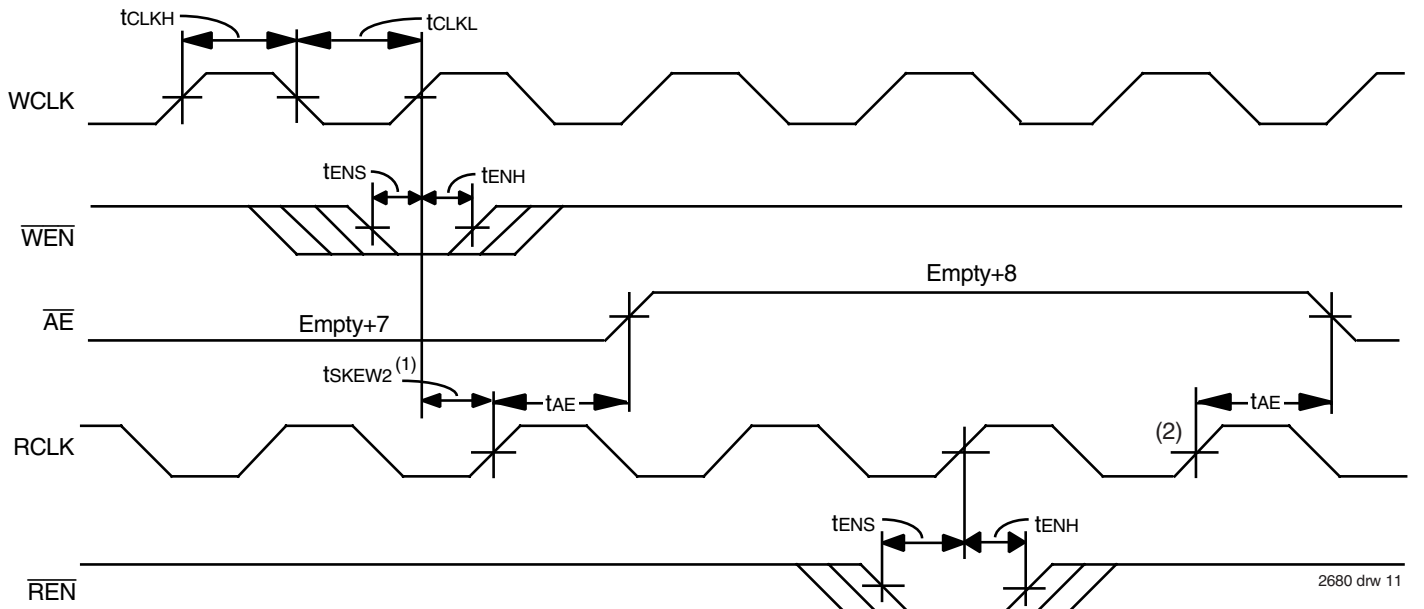 tCLKH tCLKL
WCLK
tENS tENH
WEN
Empty+8
AE
Empty+7
tSKEW2 (1)
tAE tAE
RCLK (2)
tENS tENH
REN
2680 drw 11